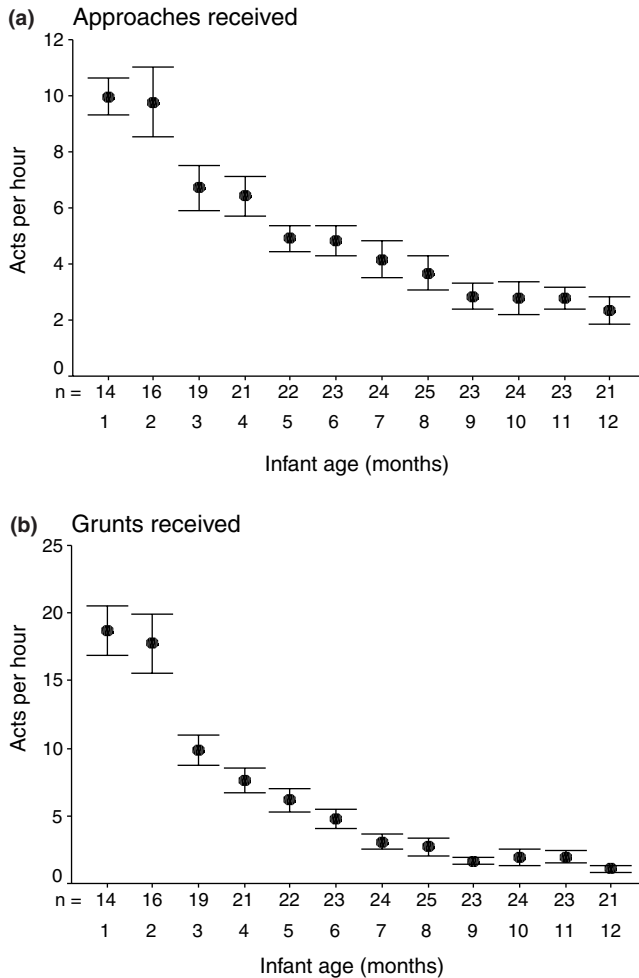 (a) Approaches received
12
10
8
6
4
2
0
Acts per hour
n = 14 16 19 21 22 23 24 25 23 24 23 21
1 2 3 4 5 6 7 8 9 10 11 12
Infant age (months)
(b) Grunts received
25
20
15
10
5
0
Acts per hour
n = 14 16 19 21 22 23 24 25 23 24 23 21
1 2 3 4 5 6 7 8 9 10 11 12
Infant age (months)